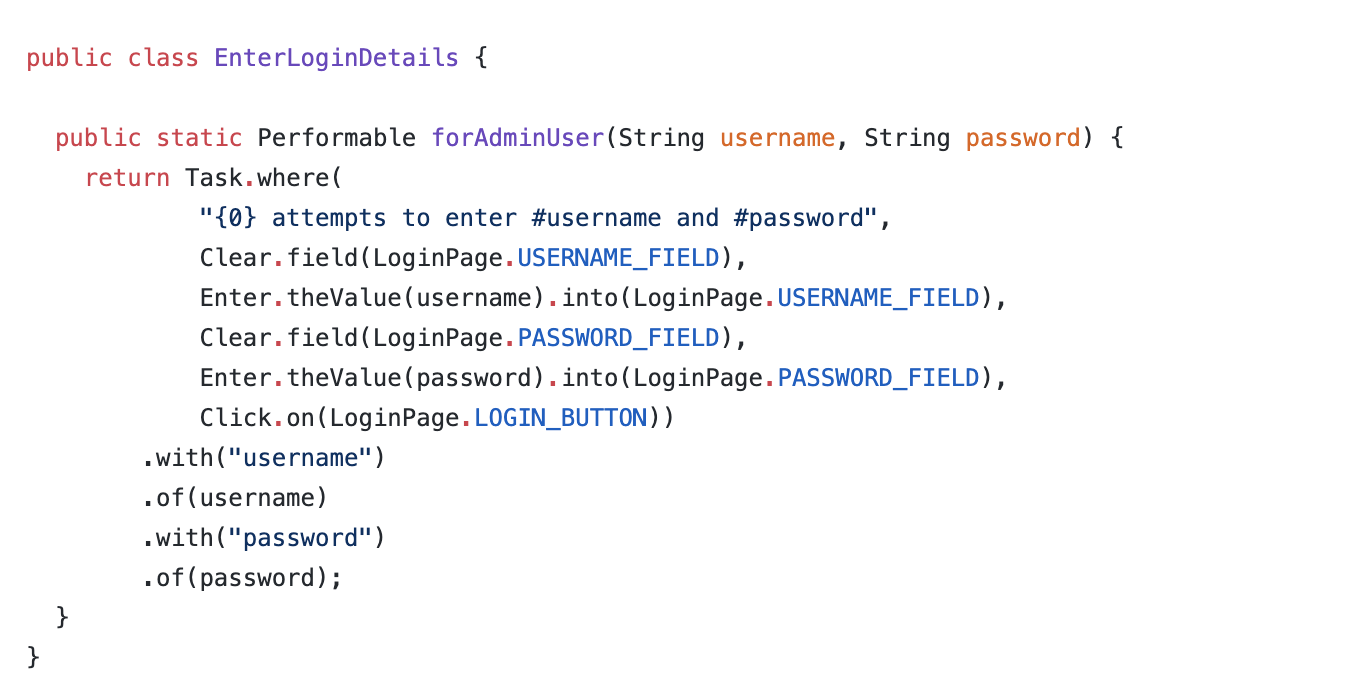 public class EnterLoginDetails {
  public static Performable forAdminUser(String username, String password) {
    return Task.where(
            "{0} attempts to enter #username and #password",
            Clear.field(LoginPage.USERNAME_FIELD),
            Enter.theValue(username).into(LoginPage.USERNAME_FIELD),
            Clear.field(LoginPage.PASSWORD_FIELD),
            Enter.theValue(password).into(LoginPage.PASSWORD_FIELD),
            Click.on(LoginPage.LOGIN_BUTTON))
        .with("username")
        .of(username)
        .with("password")
        .of(password);
  }
}